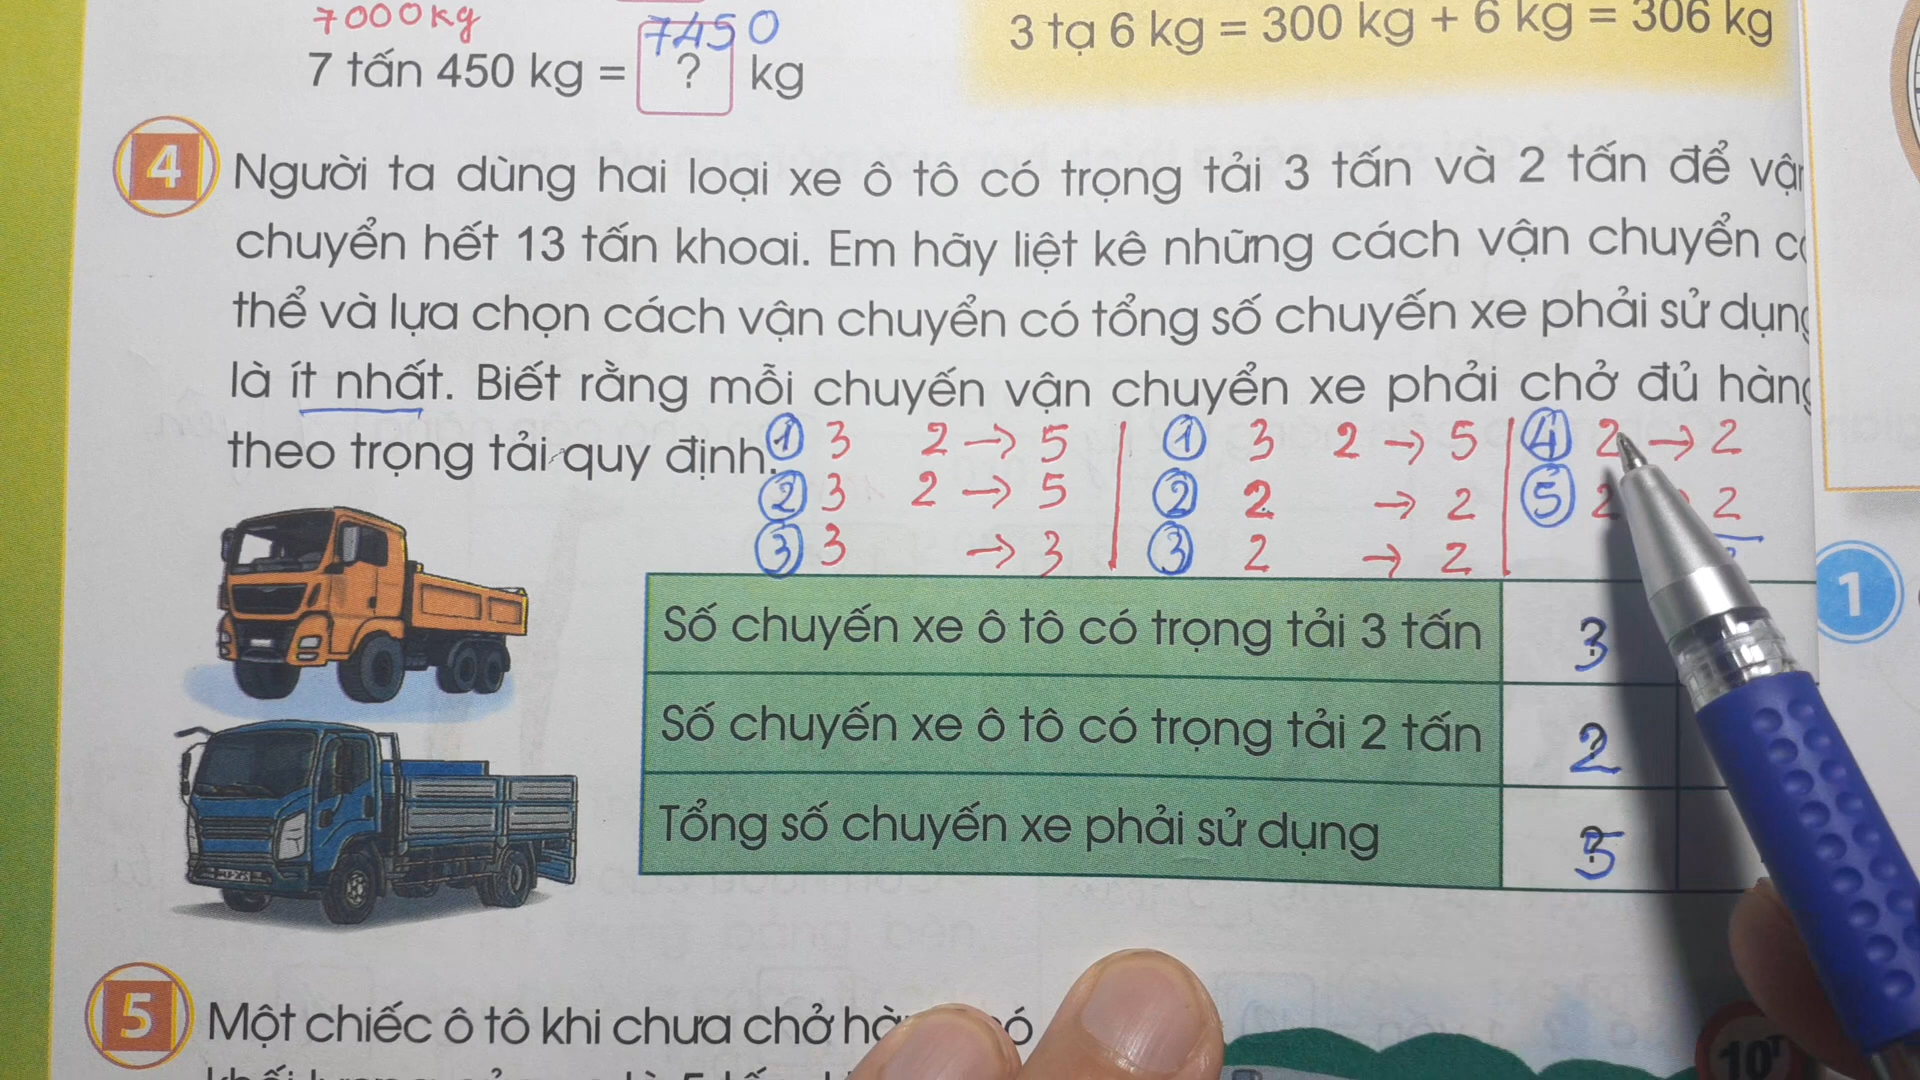 7000kg
7450
3 tạ 6 kg = 300 kg + 6 kg = 306 kg
7 tấn 450 kg = ? kg
4 Người ta dùng hai loại xe ô tô có trọng tải 3 tấn và 2 tấn để
chuyển hết 13 tấn khoai. Em hãy liệt kê những cách vận chuyển
thể và lựa chọn cách vận chuyển có tổng số chuyến xe phải sử
là ít nhất. Biết rằng mỗi chuyến vận chuyển xe phải chở đủ
theo trọng tải quy định.
① 3 2 → 5 | ① 3 2 → 5 | ④ 2 → 2
② 3 2 → 5 | ② 2 → 2 | ⑤ 2 2
③ 3 → 3 | ③ 2 → 2 |
Số chuyến xe ô tô có trọng tải 3 tấn 3
Số chuyến xe ô tô có trọng tải 2 tấn 2
Tổng số chuyến xe phải sử dụng 5
1
5 Một chiếc ô tô khi chưa chở
10T